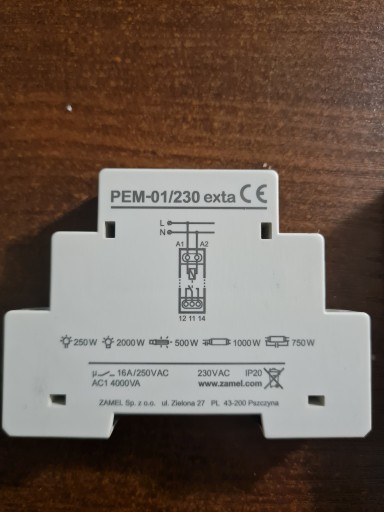 PEM-01/230 exta CE
L
N
A1 A2
12 11 14
250W 2000W 500W 1000W 750W
µ 16A/250VAC 230VAC IP20
AC1 4000VA www.zamel.com
ZAMEL Sp. z o.o. ul. Zielona 27 PL 43-200 Pszczyna